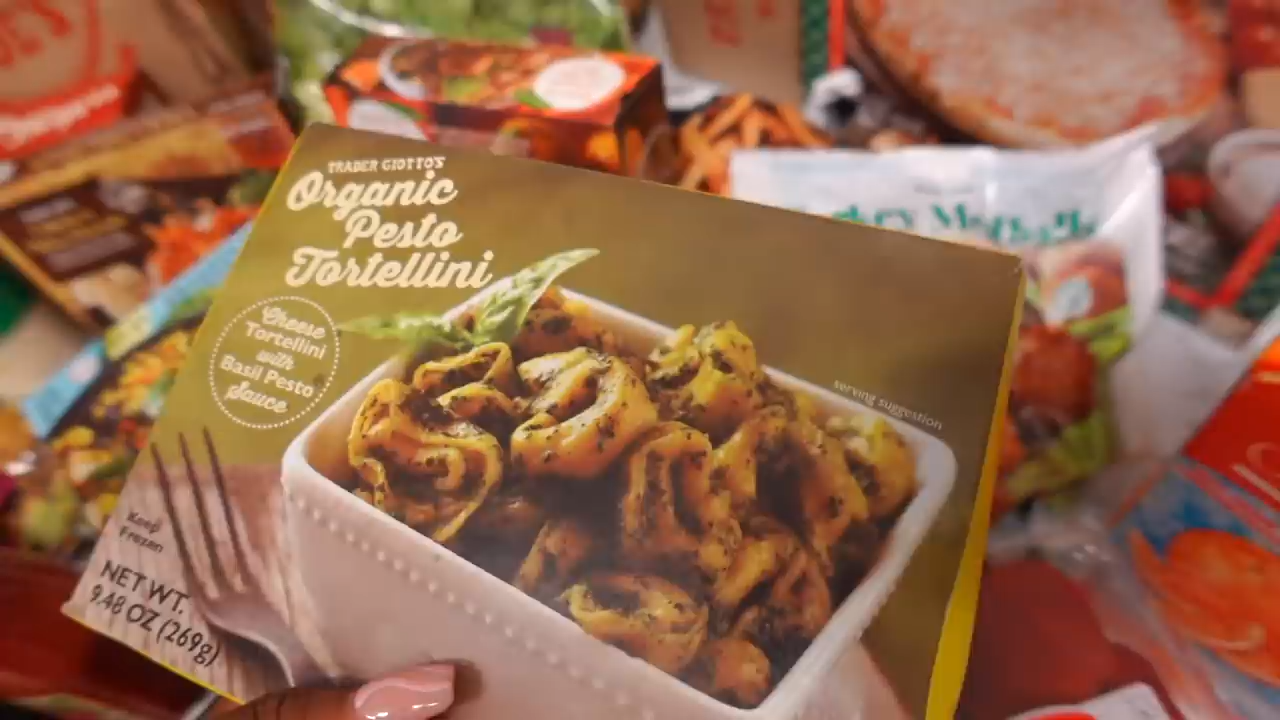 TRADER GIOTTO'S
Organic
Pesto
Tortellini
Cheese
Tortellini
with
Basil Pesto
Sauce
serving suggestion
Keep
Frozen
NET WT.
9.48 OZ (269g)